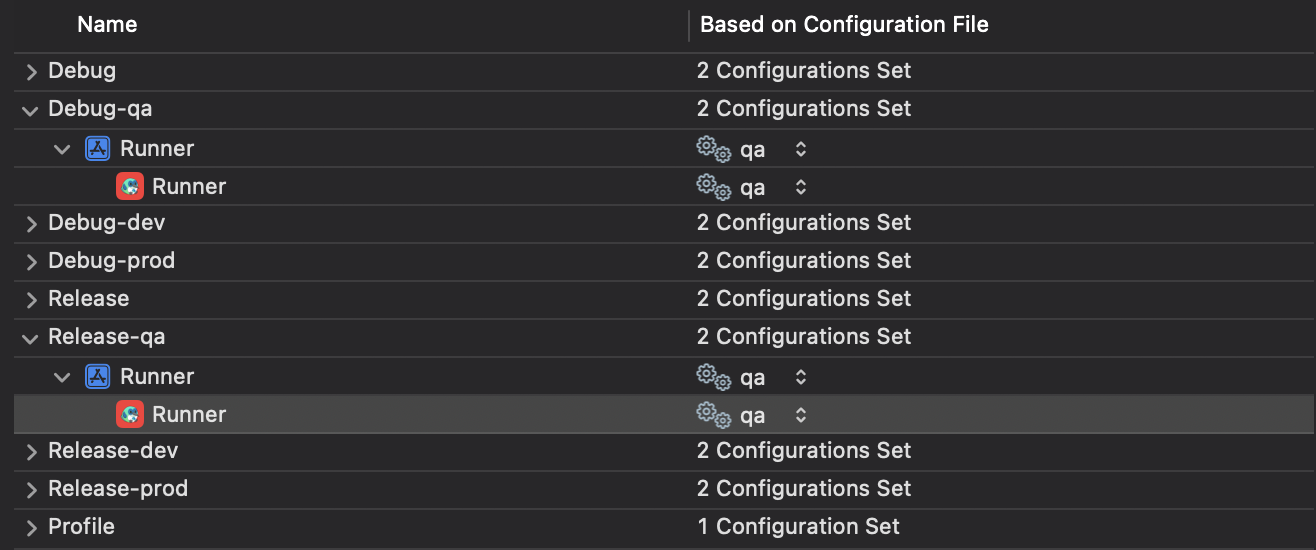 Name Based on Configuration File
Debug 2 Configurations Set
Debug-qa 2 Configurations Set
Runner qa
Runner qa
Debug-dev 2 Configurations Set
Debug-prod 2 Configurations Set
Release 2 Configurations Set
Release-qa 2 Configurations Set
Runner qa
Runner qa
Release-dev 2 Configurations Set
Release-prod 2 Configurations Set
Profile 1 Configuration Set